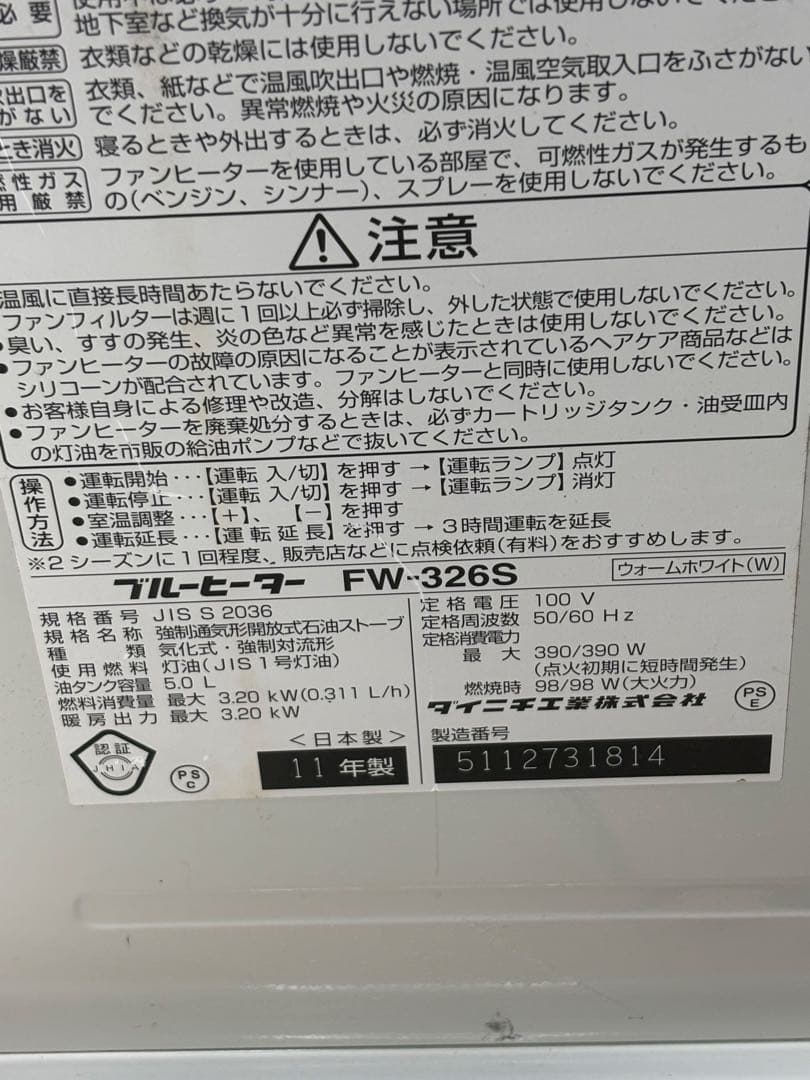 必要
地下室など換気が十分に行えない場所では使用しないでください。
燥厳禁 衣類などの乾燥には使用しないでください。
出口を
がない
衣類、紙などで温風吹出口や燃焼・温風空気取入口をふさがない
でください。異常燃焼や火災の原因になります。
とき消火 寝るときや外出するときは、必ず消火してください。
性ガス
用厳禁
ファンヒーターを使用している部屋で、可燃性ガスが発生するも
の(ベンジン、シンナー)、スプレーを使用しないでください。
注意
温風に直接長時間あたらないでください。
ファンフィルターは週に1回以上必ず掃除し、外した状態で使用しないでください。
●臭い、すすの発生、炎の色など異常を感じたときは使用しないでください。
●ファンヒーターの故障の原因になることが表示されているヘアケア商品などは
シリコーンが配合されています。ファンヒーターと同時に使用しないでください。
●お客様自身による修理や改造、分解はしないでください。
●ファンヒーターを廃棄処分するときは、必ずカートリッジタンク・油受皿内
の灯油を市販の給油ポンプなどで抜いてください。
操作方法
●運転開始・・・【運転 入/切】を押す → 【運転ランプ】点灯
●運転停止・・・【運転 入/切】を押す → 【運転ランプ】消灯
●室温調整・・・【+】、【-】を押す
●運転延長・・・【運転延長】を押す → 3時間運転を延長
※2シーズンに1回程度、販売店などに点検依頼(有料)をおすすめします。
ブルーヒーター FW-326S ウォームホワイト(W)
規格番号 JIS S 2036
規格名称 強制通気形開放式石油ストーブ
種類 気化式・強制対流形
使用燃料 灯油(JIS1号灯油)
油タンク容量 5.0 L
燃料消費量 最大 3.20 kW(0.311 L/h)
暖房出力 最大 3.20 kW
定格電圧 100 V
定格周波数 50/60 Hz
定格消費電力
最大 390/390 W
(点火初期に短時間発生)
燃焼時 98/98 W(大火力)
ダイニチ工業株式会社
PS
E
認証
JHIA
PS
C
<日本製>
11年製
製造番号
5112731814